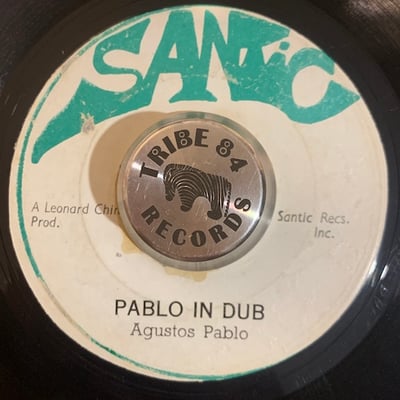 SANTIC
TRIBE 84
RECORDS
A Leonard Chin
Prod.
Santic Recs.
Inc.
PABLO IN DUB
Agustos Pablo